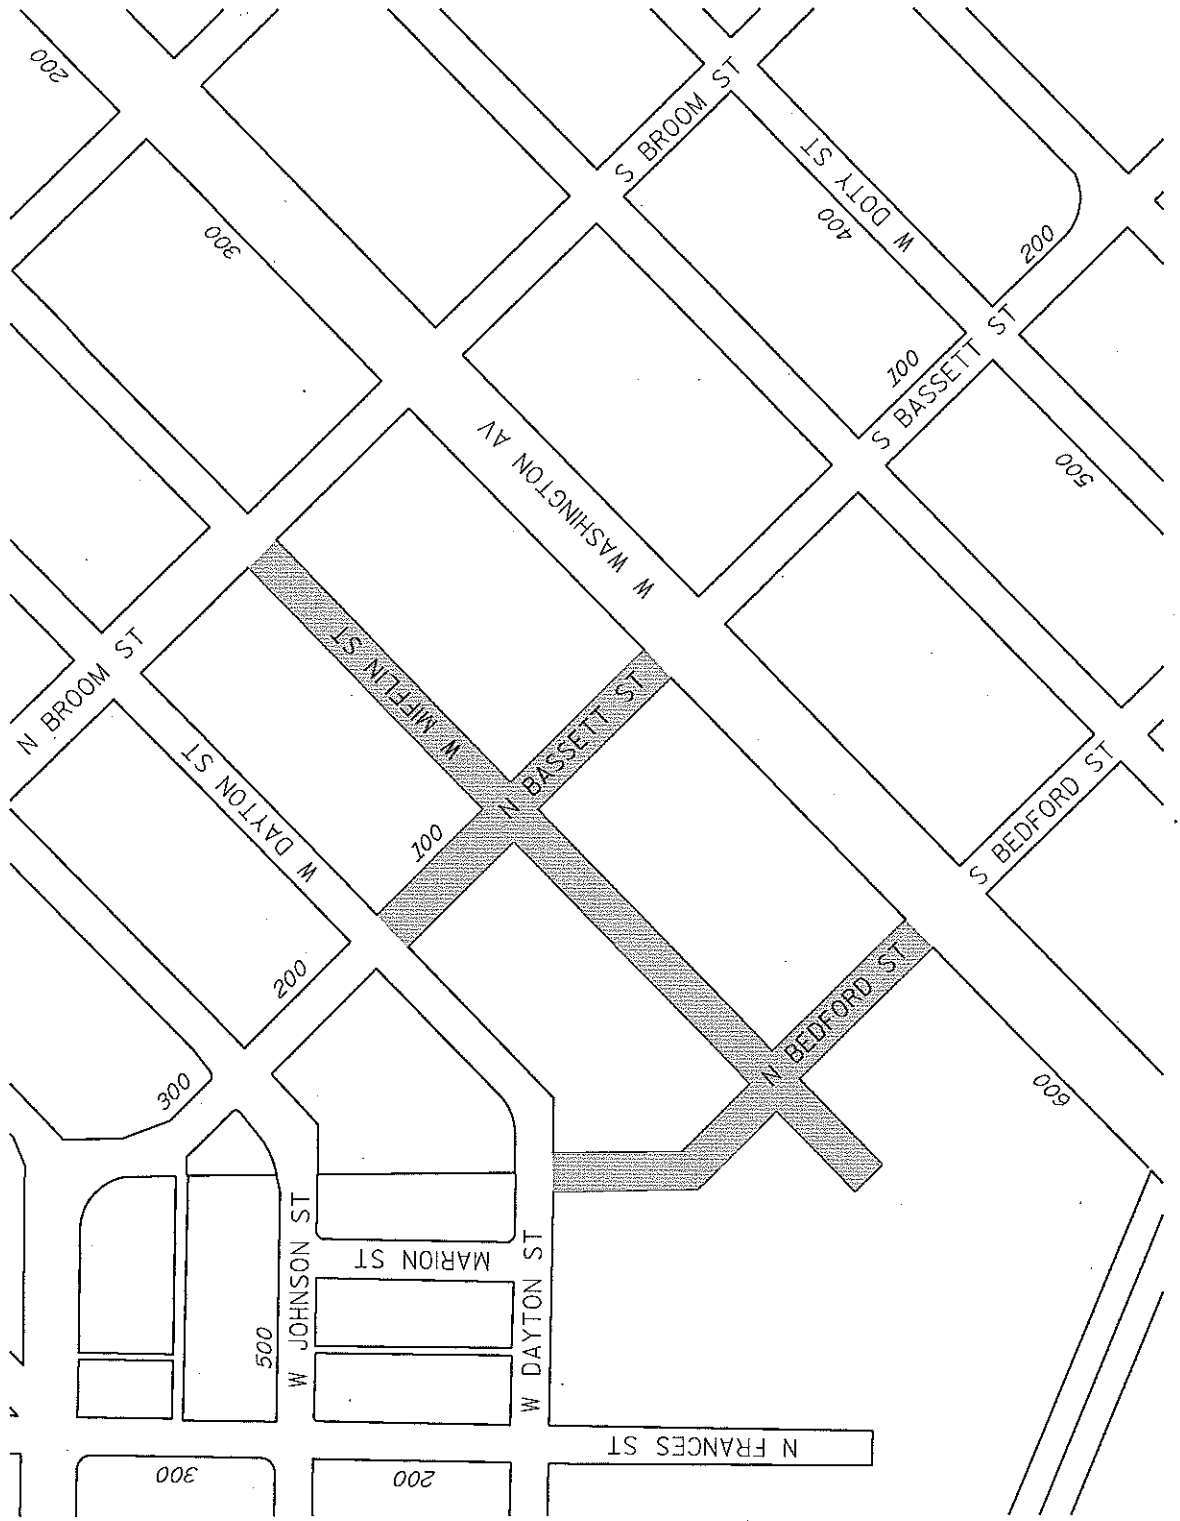 200
S BROOM ST
W DOTY ST
300
400
200
100
S BASSETT ST
W WASHINGTON AV
500
N BROOM ST
W MIFFLIN ST
N BASSETT ST
W DAYTON ST
100
S BEDFORD ST
200
N BEDFORD ST
300
600
W JOHNSON ST
MARION ST
W DAYTON ST
500
N FRANCES ST
300
200